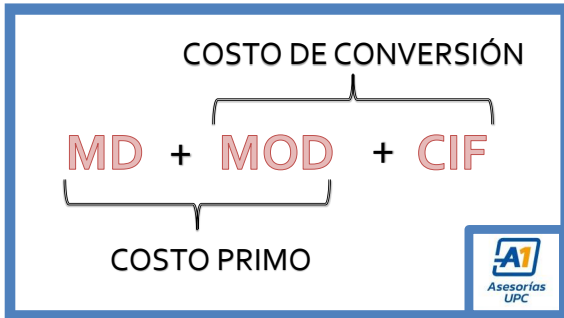 COSTO DE CONVERSIÓN
MD + MOD + CIF
COSTO PRIMO
A1
Asesorías
UPC